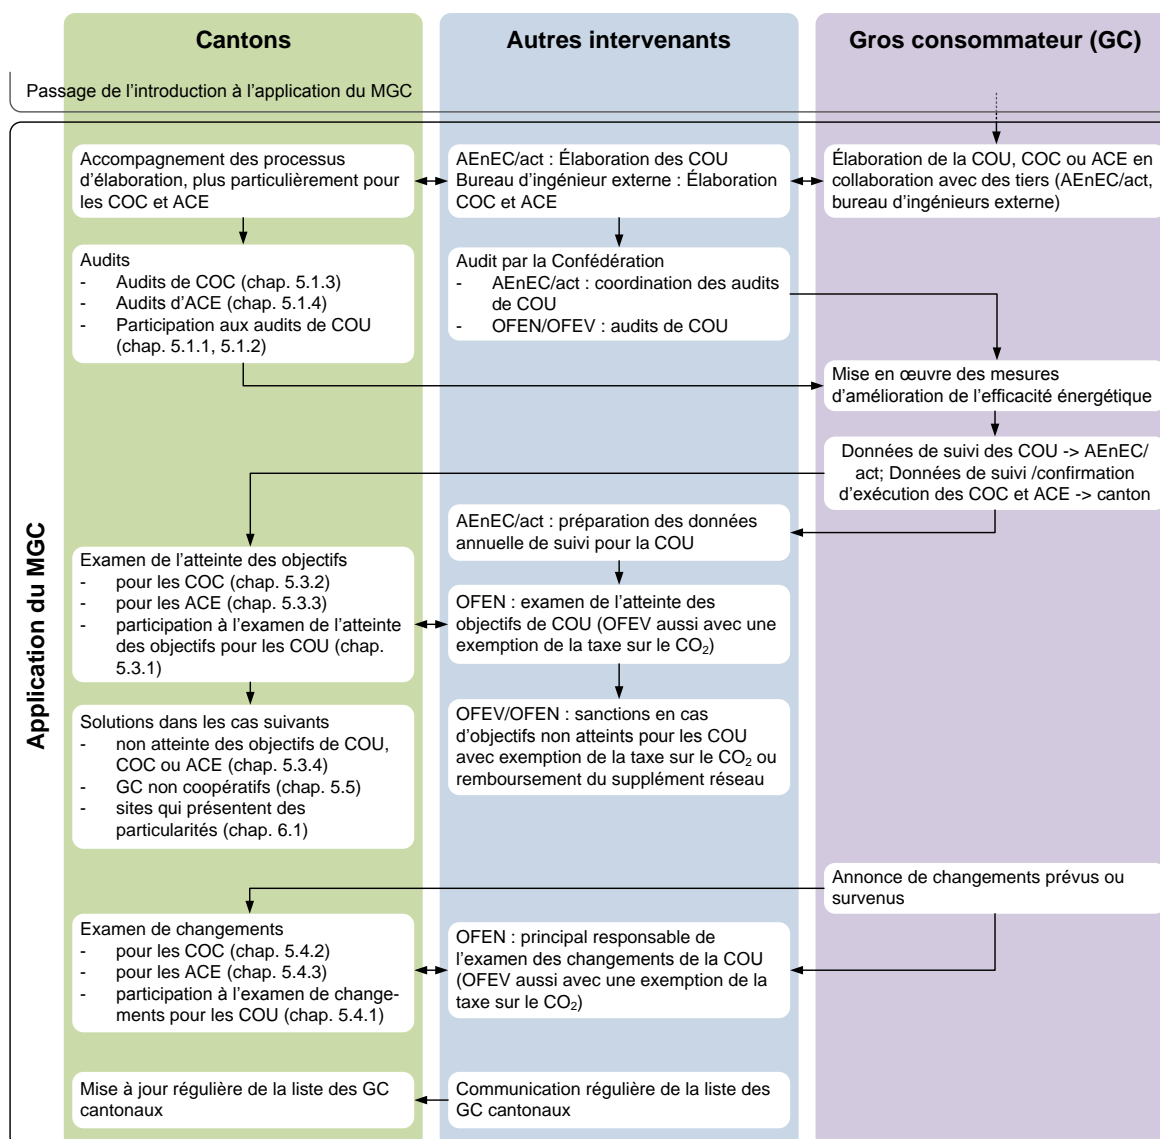 Cantons
Autres intervenants
Gros consommateur (GC)
Passage de l’introduction à l’application du MGC
Application du MGC
Accompagnement des processus
d’élaboration, plus particulièrement pour
les COC et ACE
AEnEC/act : Élaboration des COU
Bureau d’ingénieur externe : Élaboration
COC et ACE
Élaboration de la COU, COC ou ACE en
collaboration avec des tiers (AEnEC/act,
bureau d’ingénieurs externe)
Audits
- Audits de COC (chap. 5.1.3)
- Audits d’ACE (chap. 5.1.4)
- Participation aux audits de COU
(chap. 5.1.1, 5.1.2)
Audit par la Confédération
- AEnEC/act : coordination des audits
de COU
- OFEN/OFEV : audits de COU
Mise en œuvre des mesures
d’amélioration de l’efficacité énergétique
Données de suivi des COU -> AEnEC/
act; Données de suivi /confirmation
d’exécution des COC et ACE -> canton
AEnEC/act : préparation des données
annuelle de suivi pour la COU
Examen de l’atteinte des objectifs
- pour les COC (chap. 5.3.2)
- pour les ACE (chap. 5.3.3)
- participation à l’examen de l’atteinte
des objectifs pour les COU (chap.
5.3.1)
OFEN : examen de l’atteinte des
objectifs de COU (OFEV aussi avec une
exemption de la taxe sur le CO₂)
Solutions dans les cas suivants
- non atteinte des objectifs de COU,
COC ou ACE (chap. 5.3.4)
- GC non coopératifs (chap. 5.5)
- sites qui présentent des
particularités (chap. 6.1)
OFEV/OFEN : sanctions en cas
d’objectifs non atteints pour les COU
avec exemption de la taxe sur le CO₂ ou
remboursement du supplément réseau
Annonce de changements prévus ou
survenus
Examen de changements
- pour les COC (chap. 5.4.2)
- pour les ACE (chap. 5.4.3)
- participation à l’examen de change-
ments pour les COU (chap. 5.4.1)
OFEN : principal responsable de
l’examen des changements de la COU
(OFEV aussi avec une exemption de la
taxe sur le CO₂)
Mise à jour régulière de la liste des GC
cantonaux
Communication régulière de la liste des
GC cantonaux